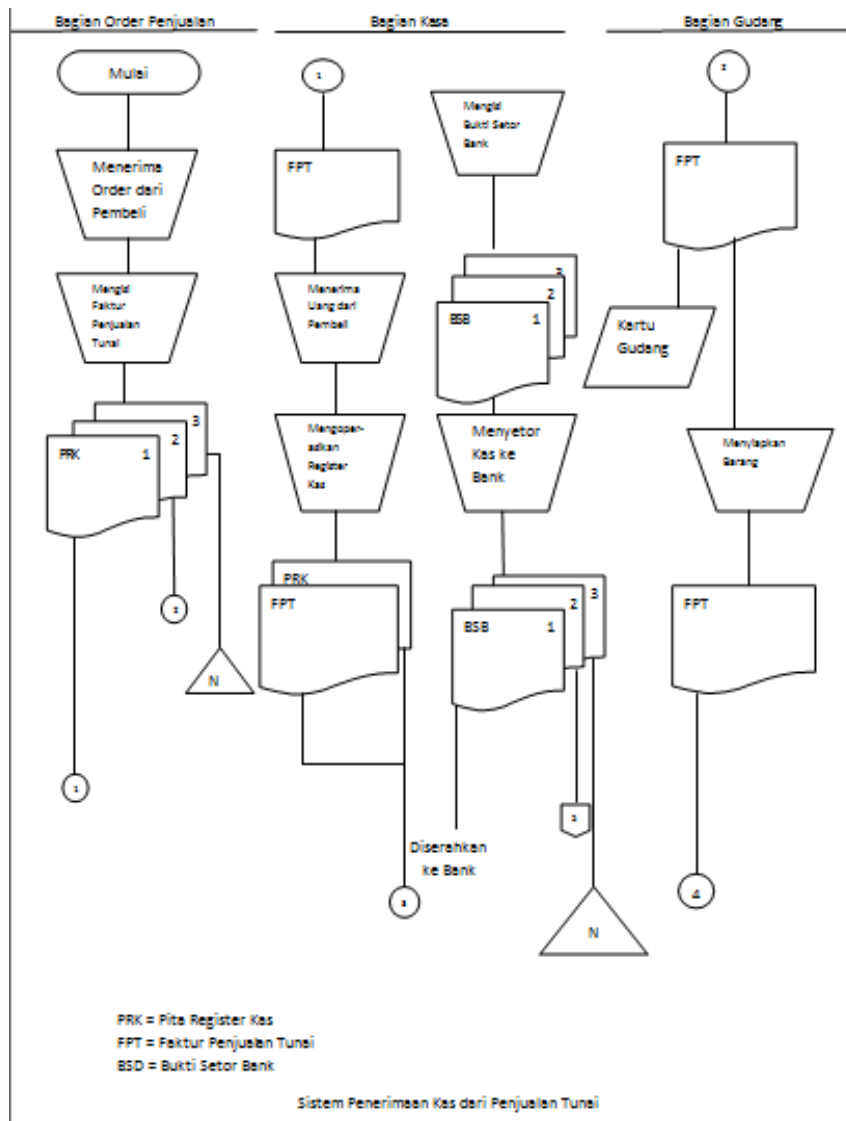 Bagian Order Penjualan
Bagian Kasa
Bagian Gudang
Mulai
Menerima
Order dari
Pembeli
Mengisi
Faktur
Penjualan
Tunai
3
2
PRK 1
N
1
1
FPT
Menerima
Uang dari
Pembeli
Mengoper-
asikan
Register
Kas
PRK
FPT
Mengisi
Bukti Setor
Bank
3
2
BSB 1
Menyetor
Kas ke
Bank
3
2
BSB 1
Diserahkan
ke Bank
N
FPT
Kartu
Gudang
Menyiapkan
Barang
FPT
4
PRK = Pita Register Kas
FPT = Faktur Penjualan Tunai
BSD = Bukti Setor Bank
Sistem Penerimaan Kas dari Penjualan Tunai